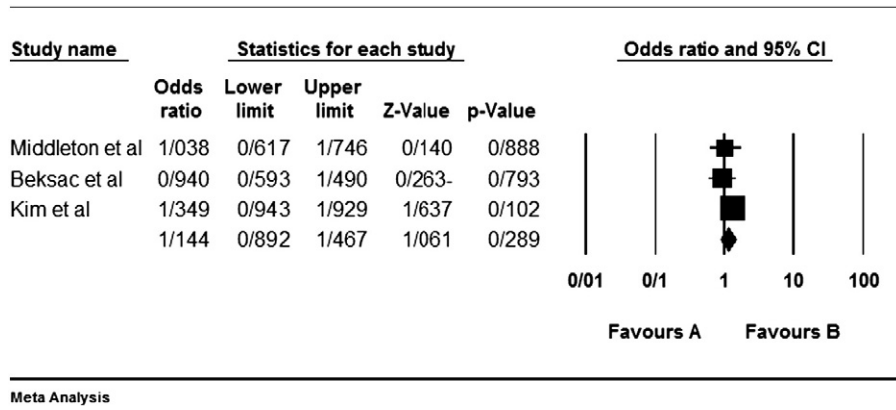 Study name Statistics for each study Odds ratio and 95% CI
Odds Lower Upper
ratio limit limit Z-Value p-Value
Middleton et al 1/038 0/617 1/746 0/140 0/888
Beksac et al 0/940 0/593 1/490 0/263- 0/793
Kim et al 1/349 0/943 1/929 1/637 0/102
1/144 0/892 1/467 1/061 0/289
0/01 0/1 1 10 100
Favours A Favours B
Meta Analysis